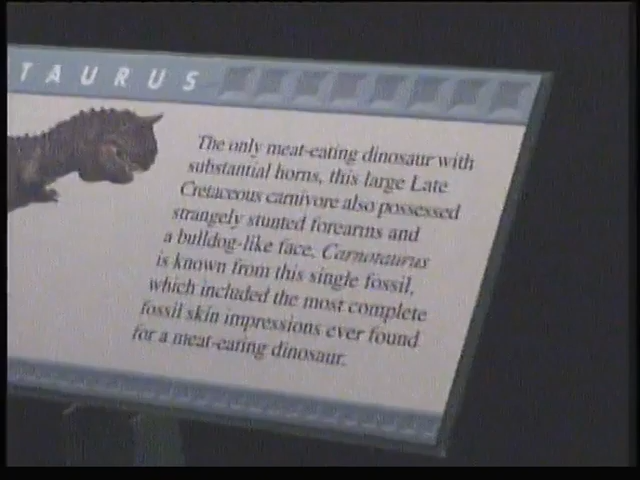 TAURUS
The only meat-eating dinosaur with
substantial horns, this large Late
Cretaceous carnivore also possessed
strangely stunted forearms and
a bulldog-like face. Carnotaurus
is known from this single fossil,
which included the most complete
fossil skin impressions ever found
for a meat-eating dinosaur.